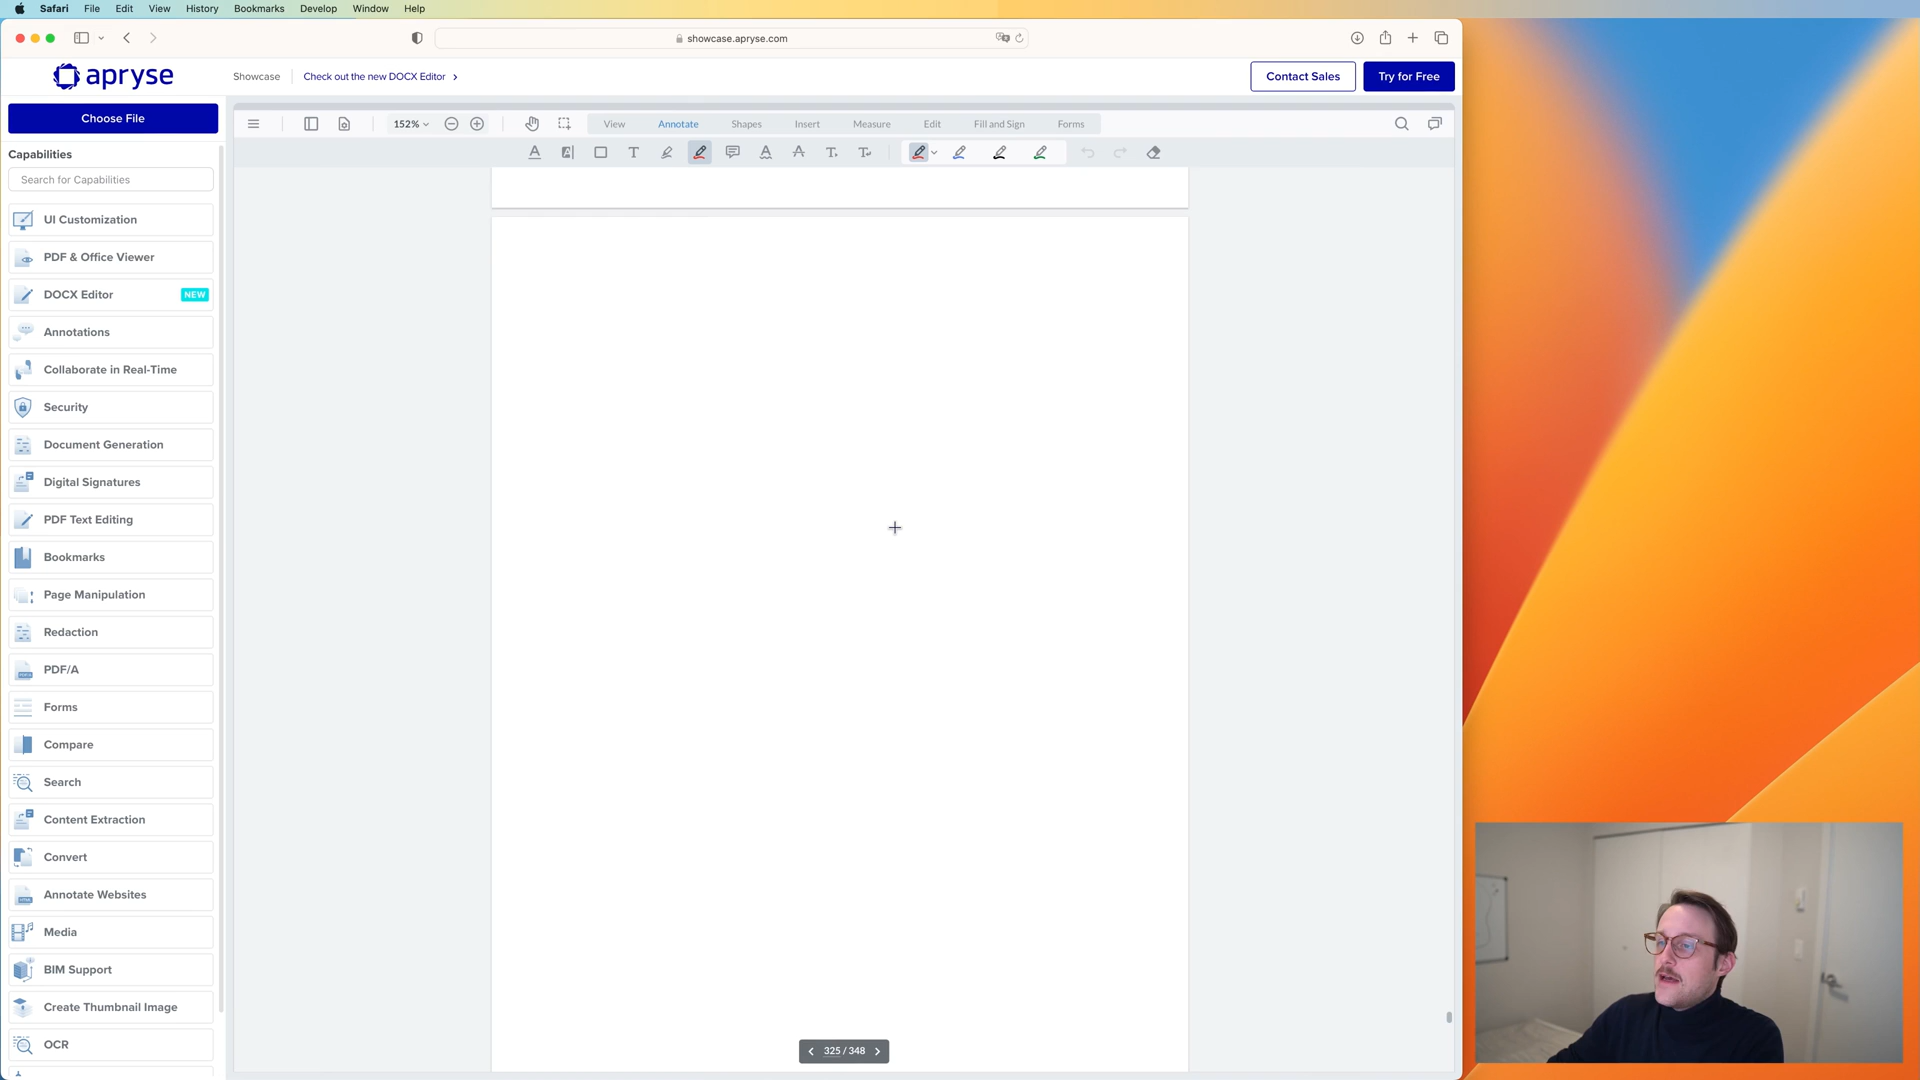 Safari File Edit View History Bookmarks Develop Window Help
showcase.apryse.com
apryse Showcase Check out the new DOCX Editor Contact Sales Try for Free
Choose File
152% View Annotate Shapes Insert Measure Edit Fill and Sign Forms
Capabilities
Search for Capabilities
UI Customization
PDF & Office Viewer
DOCX Editor NEW
Annotations
Collaborate in Real-Time
Security
Document Generation
Digital Signatures
PDF Text Editing
Bookmarks
Page Manipulation
Redaction
PDF/A
Forms
Compare
Search
Content Extraction
Convert
Annotate Websites
Media
BIM Support
Create Thumbnail Image
OCR
325 / 348